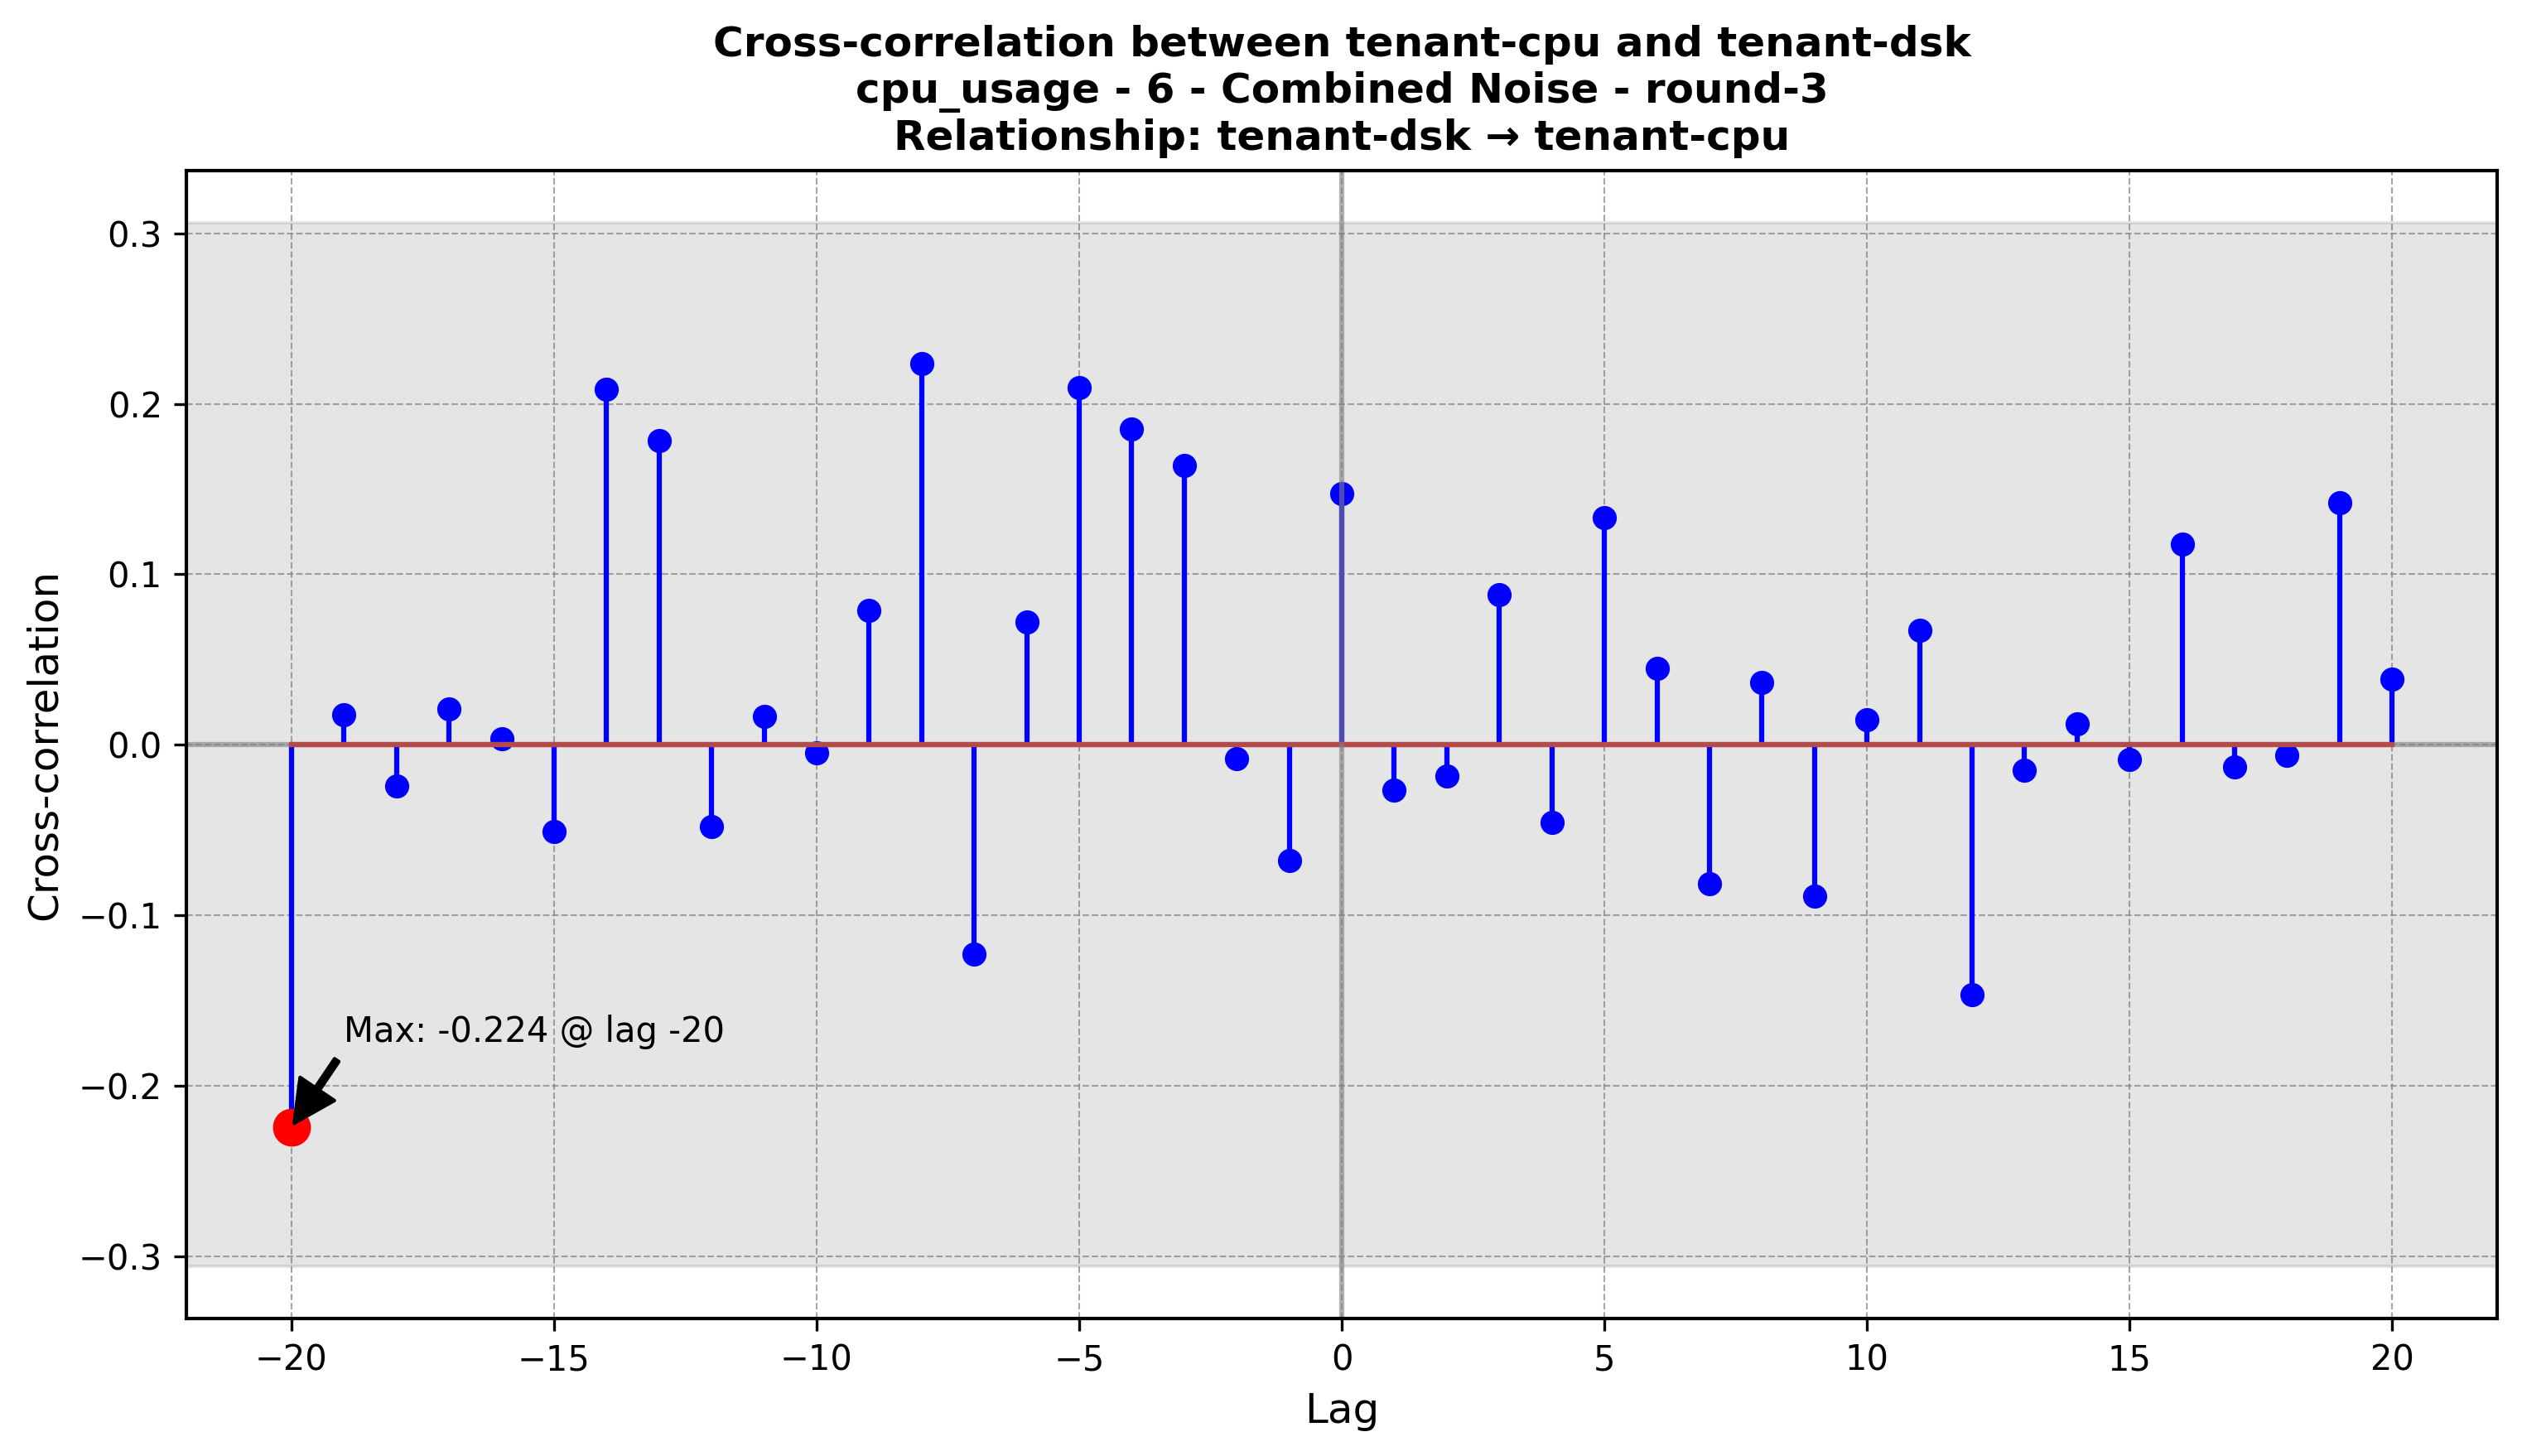 Cross-correlation between tenant-cpu and tenant-dsk
cpu_usage - 6 - Combined Noise - round-3
Relationship: tenant-dsk → tenant-cpu
Cross-correlation
0.3
0.2
0.1
0.0
−0.1
−0.2
−0.3
Max: -0.224 @ lag -20
−20
−15
−10
−5
0
5
10
15
20
Lag